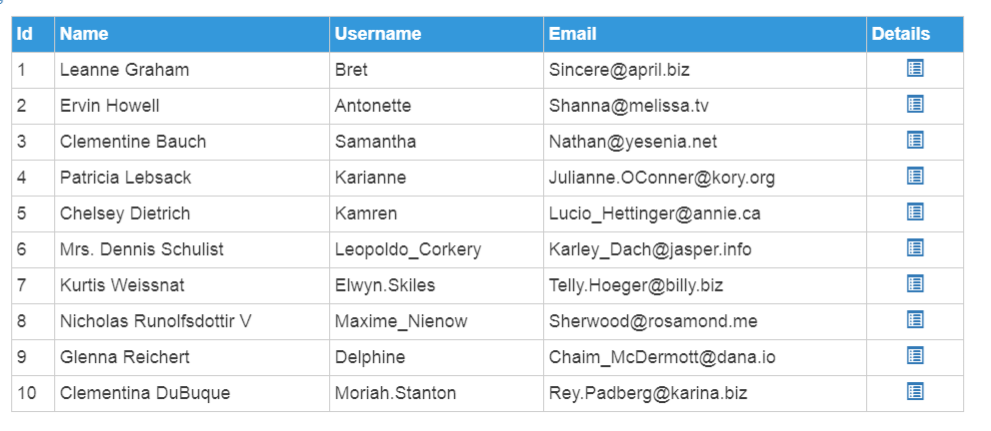 Id Name Username Email Details
1 Leanne Graham Bret Sincere@april.biz
2 Ervin Howell Antonette Shanna@melissa.tv
3 Clementine Bauch Samantha Nathan@yesenia.net
4 Patricia Lebsack Karianne Julianne.OConner@kory.org
5 Chelsey Dietrich Kamren Lucio_Hettinger@annie.ca
6 Mrs. Dennis Schulist Leopoldo_Corkery Karley_Dach@jasper.info
7 Kurtis Weissnat Elwyn.Skiles Telly.Hoeger@billy.biz
8 Nicholas Runolfsdottir V Maxime_Nienow Sherwood@rosamond.me
9 Glenna Reichert Delphine Chaim_McDermott@dana.io
10 Clementina DuBuque Moriah.Stanton Rey.Padberg@karina.biz